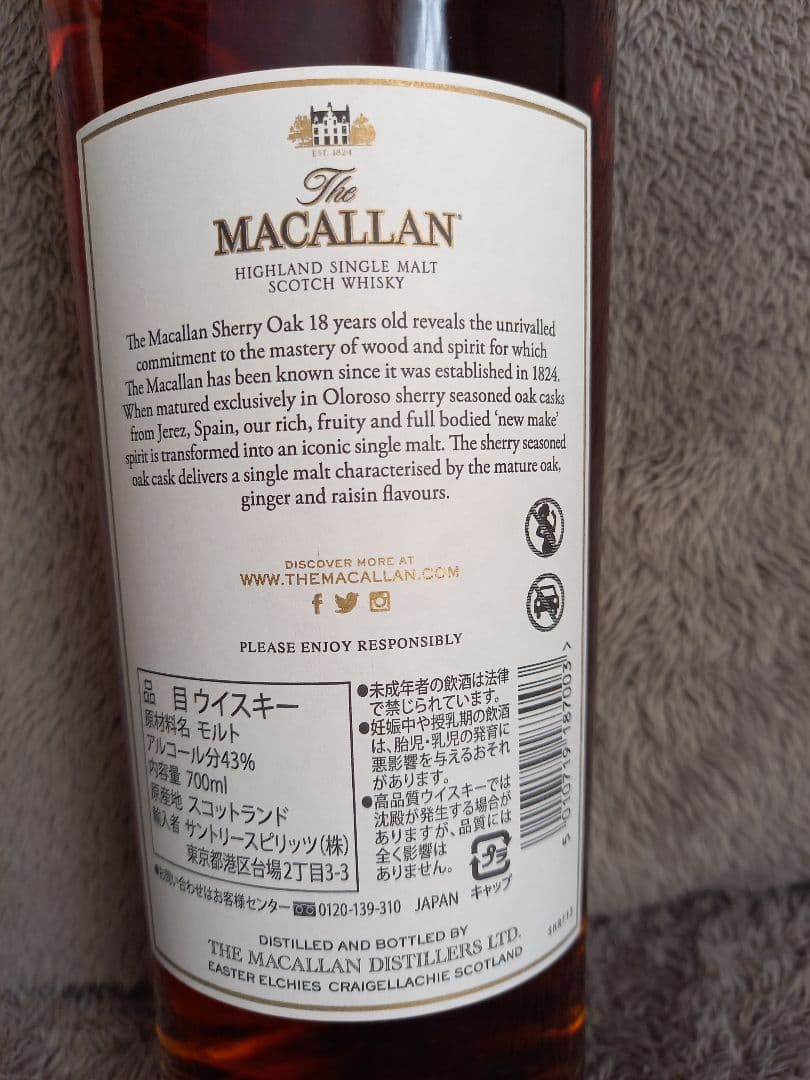 EST. 1824
The
MACALLAN
HIGHLAND SINGLE MALT
SCOTCH WHISKY
The Macallan Sherry Oak 18 years old reveals the unrivalled
commitment to the mastery of wood and spirit for which
The Macallan has been known since it was established in 1824.
When matured exclusively in Oloroso sherry seasoned oak casks
from Jerez, Spain, our rich, fruity and full bodied ‘new make’
spirit is transformed into an iconic single malt. The sherry seasoned
oak cask delivers a single malt characterised by the mature oak,
ginger and raisin flavours.
DISCOVER MORE AT
WWW.THEMACALLAN.COM
PLEASE ENJOY RESPONSIBLY
品 目 ウイスキー
原材料名 モルト
アルコール分43%
内容量 700ml
原産地 スコットランド
輸入者 サントリースピリッツ(株)
東京都港区台場2丁目3-3
●未成年者の飲酒は法律
で禁じられています。
●妊娠中や授乳期の飲酒
は、胎児・乳児の発育に
悪影響を与えるおそれ
があります。
●高品質ウイスキーでは
沈殿が発生する場合が
ありますが、品質には
全く影響は
ありません。
プラ
キャップ
5 010719 187003 >
●お問い合わせはお客様センター 0120-139-310 JAPAN
DISTILLED AND BOTTLED BY
THE MACALLAN DISTILLERS LTD.
EASTER ELCHIES CRAIGELLACHIE SCOTLAND